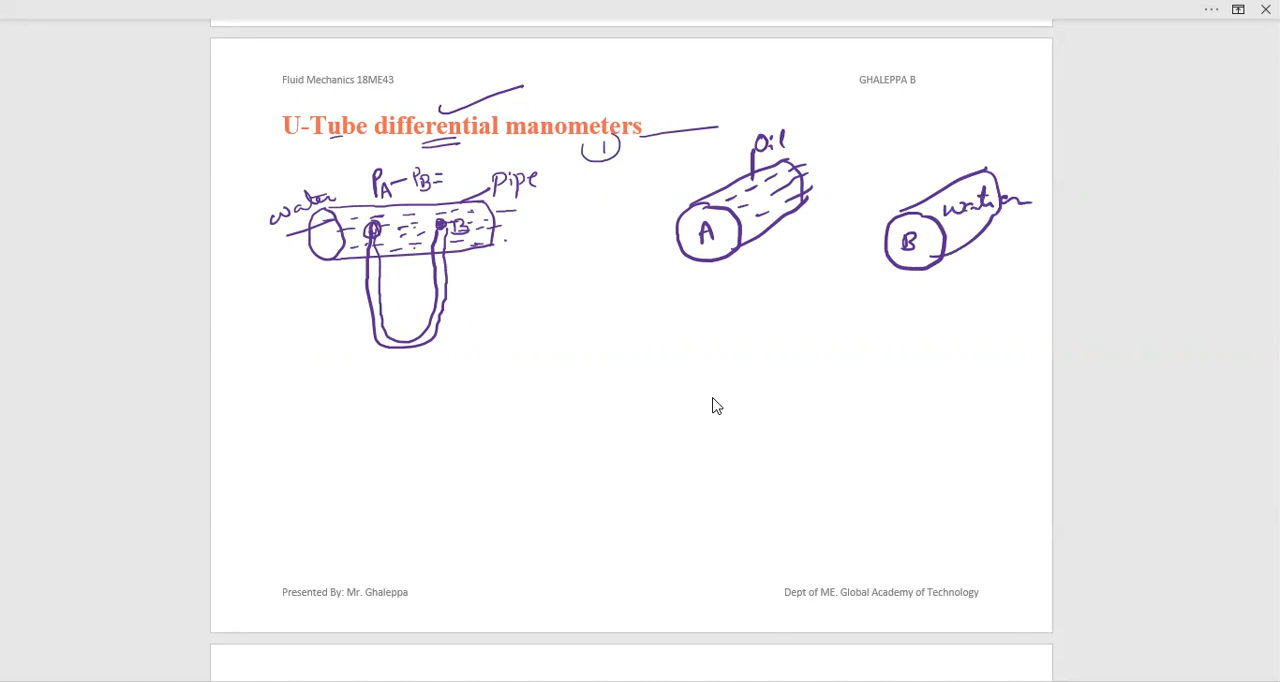 Fluid Mechanics 18ME43
GHALEPPA B
U-Tube differential manometers
1
PA-PB=
pipe
water
B
oil
A
water
B
Presented By: Mr. Ghaleppa
Dept of ME. Global Academy of Technology